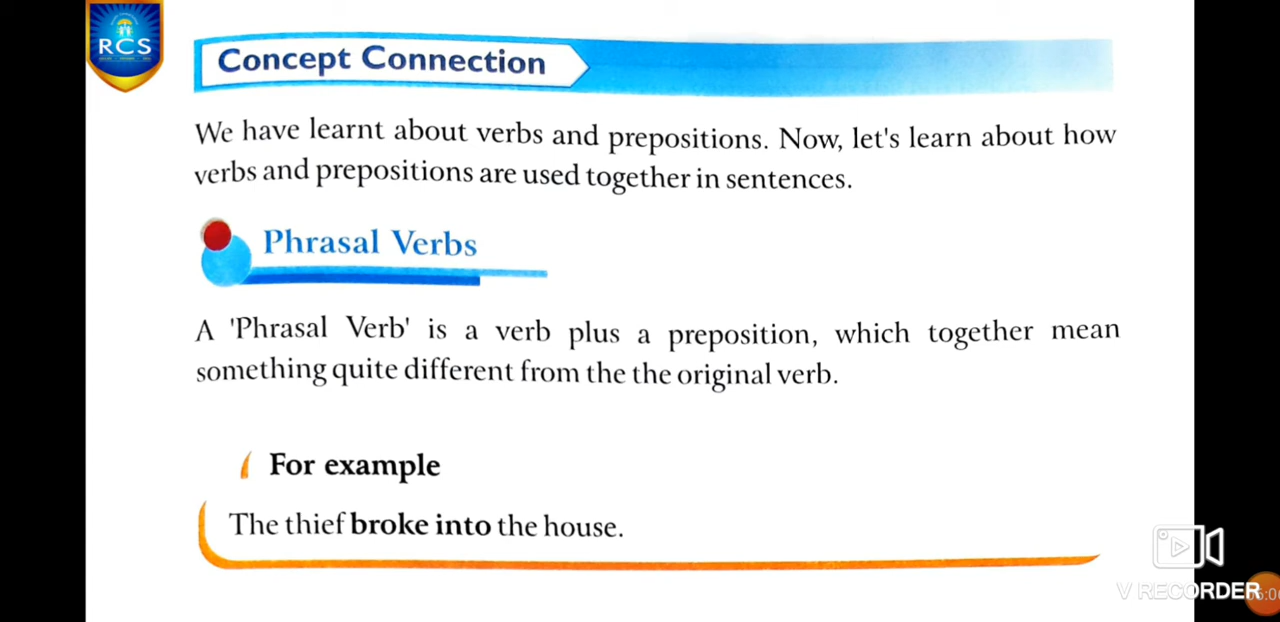 RCS
Concept Connection
We have learnt about verbs and prepositions. Now, let's learn about how
verbs and prepositions are used together in sentences.
Phrasal Verbs
A 'Phrasal Verb' is a verb plus a preposition, which together mean
something quite different from the the original verb.
For example
The thief broke into the house.
V RECORDER